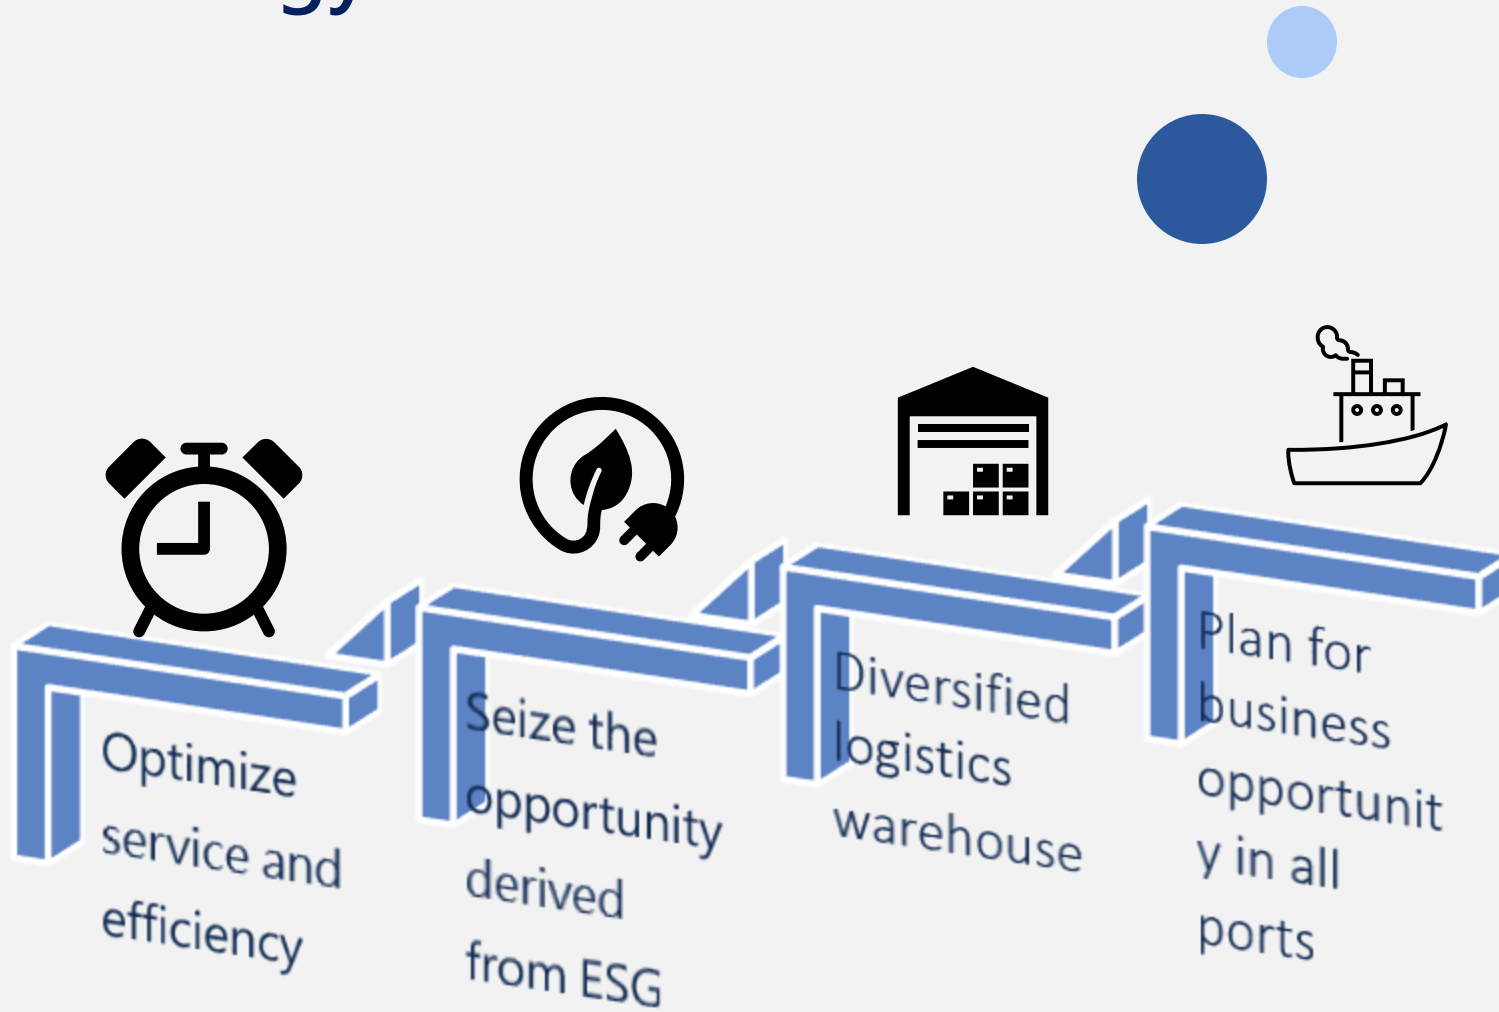 gy
Optimize
service and
efficiency
Seize the
opportunity
derived
from ESG
Diversified
logistics
warehouse
Plan for
business
opportunit
y in all
ports